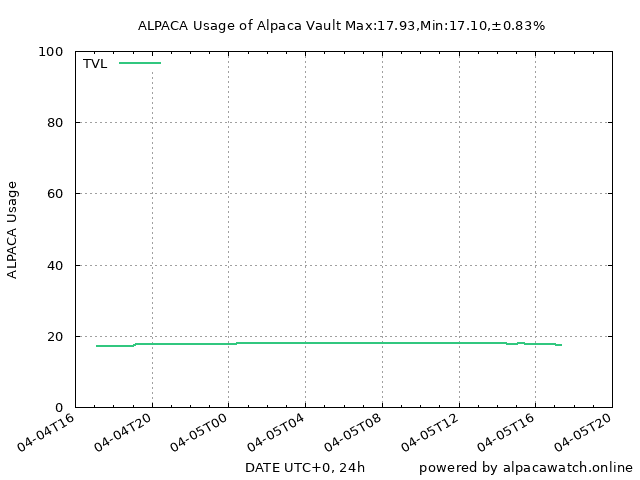 ALPACA Usage of Alpaca Vault Max:17.93,Min:17.10,±0.83%
100
TVL
80
60
ALPACA Usage
40
20
0
04-04T16
04-04T20
04-05T00
04-05T04
04-05T08
04-05T12
04-05T16
04-05T20
DATE UTC+0, 24h
powered by alpacawatch.online